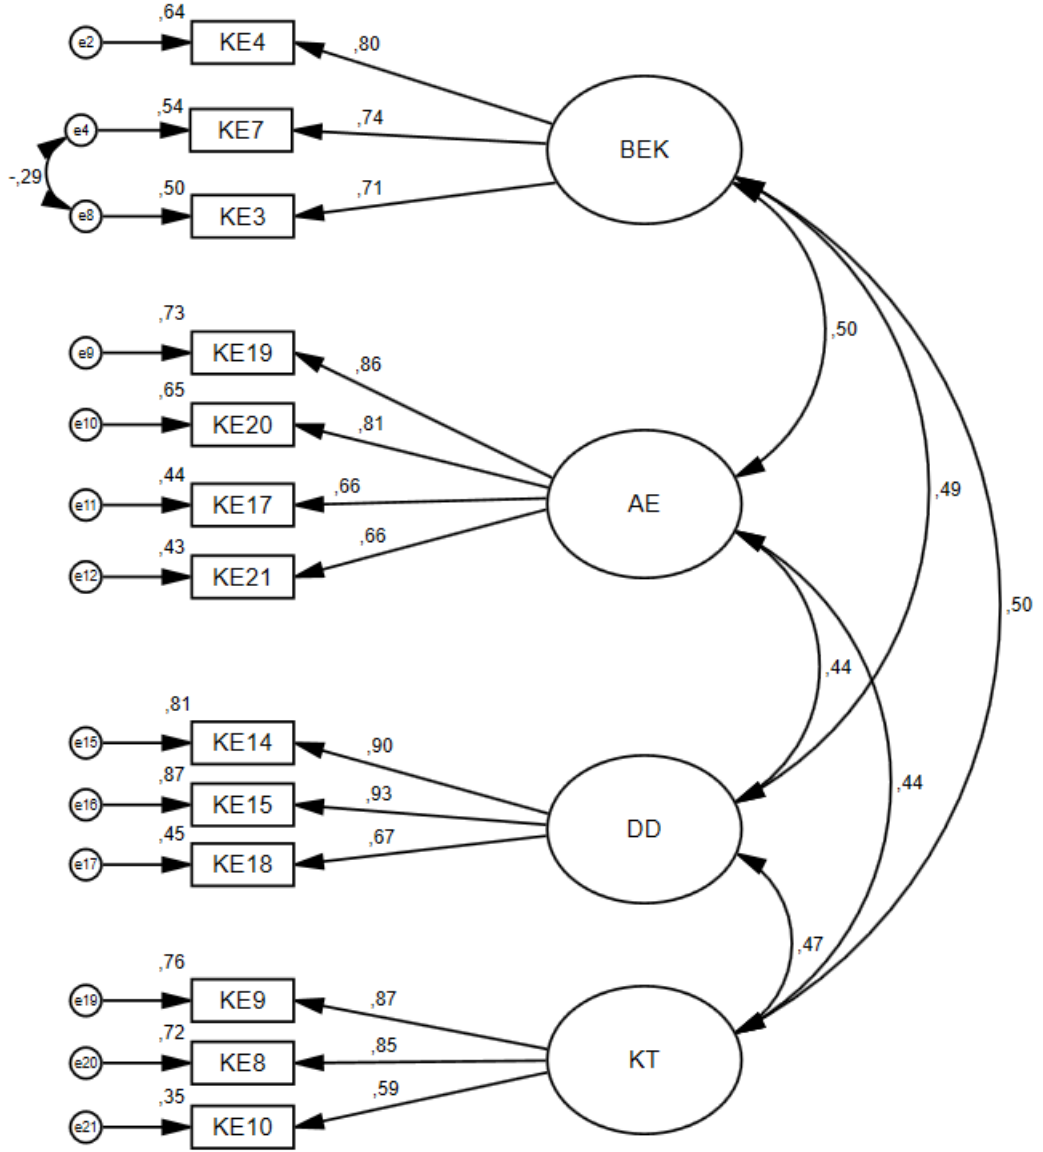 ,64
e2
KE4
,80
,54
e4
KE7
,74
BEK
-,29
,50
e8
KE3
,71
,73
e9
KE19
,86
,50
,65
e10
KE20
,81
,44
e11
KE17
,66
AE
,49
,43
e12
KE21
,66
,50
,44
,81
e15
KE14
,90
,44
,87
e16
KE15
,93
DD
,45
e17
KE18
,67
,47
,76
e19
KE9
,87
,72
e20
KE8
,85
KT
,35
e21
KE10
,59